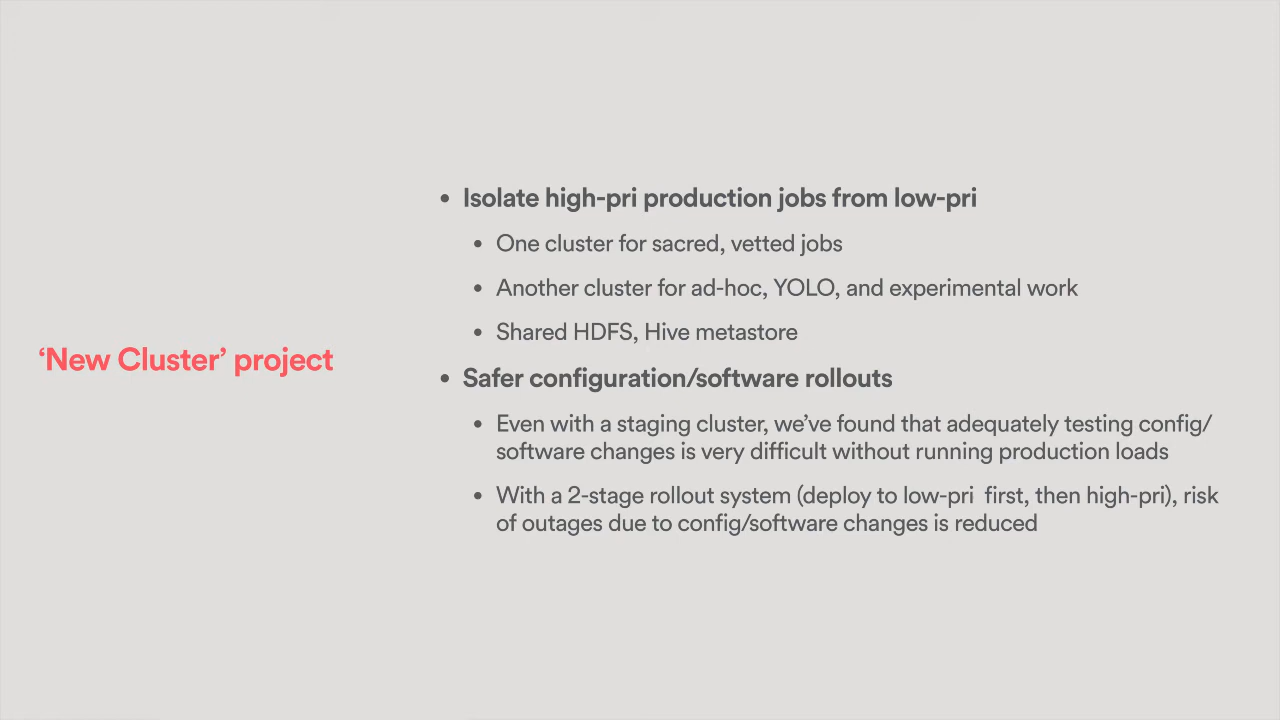 ‘New Cluster’ project
• Isolate high-pri production jobs from low-pri
• One cluster for sacred, vetted jobs
• Another cluster for ad-hoc, YOLO, and experimental work
• Shared HDFS, Hive metastore
• Safer configuration/software rollouts
• Even with a staging cluster, we’ve found that adequately testing config/
software changes is very difficult without running production loads
• With a 2-stage rollout system (deploy to low-pri  first, then high-pri), risk
of outages due to config/software changes is reduced